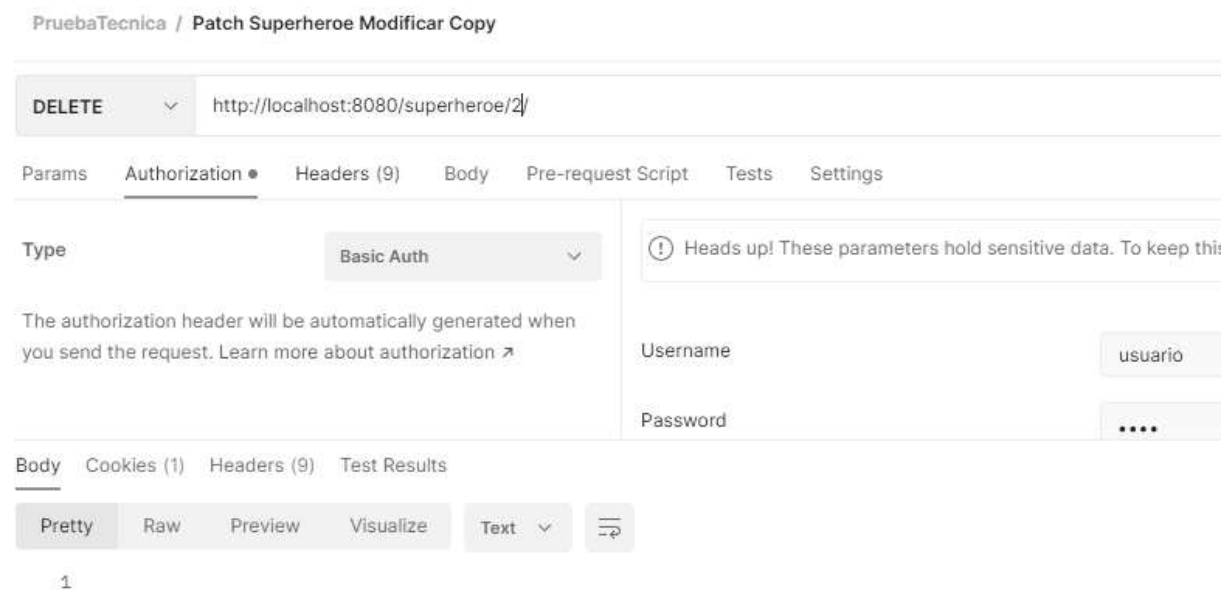 PruebaTecnica / Patch Superheroe Modificar Copy
DELETE http://localhost:8080/superheroe/2/
Params Authorization Headers (9) Body Pre-request Script Tests Settings
Type Basic Auth
Heads up! These parameters hold sensitive data. To keep this
The authorization header will be automatically generated when
you send the request. Learn more about authorization ↗
Username usuario
Password ••••
Body Cookies (1) Headers (9) Test Results
Pretty Raw Preview Visualize Text
1